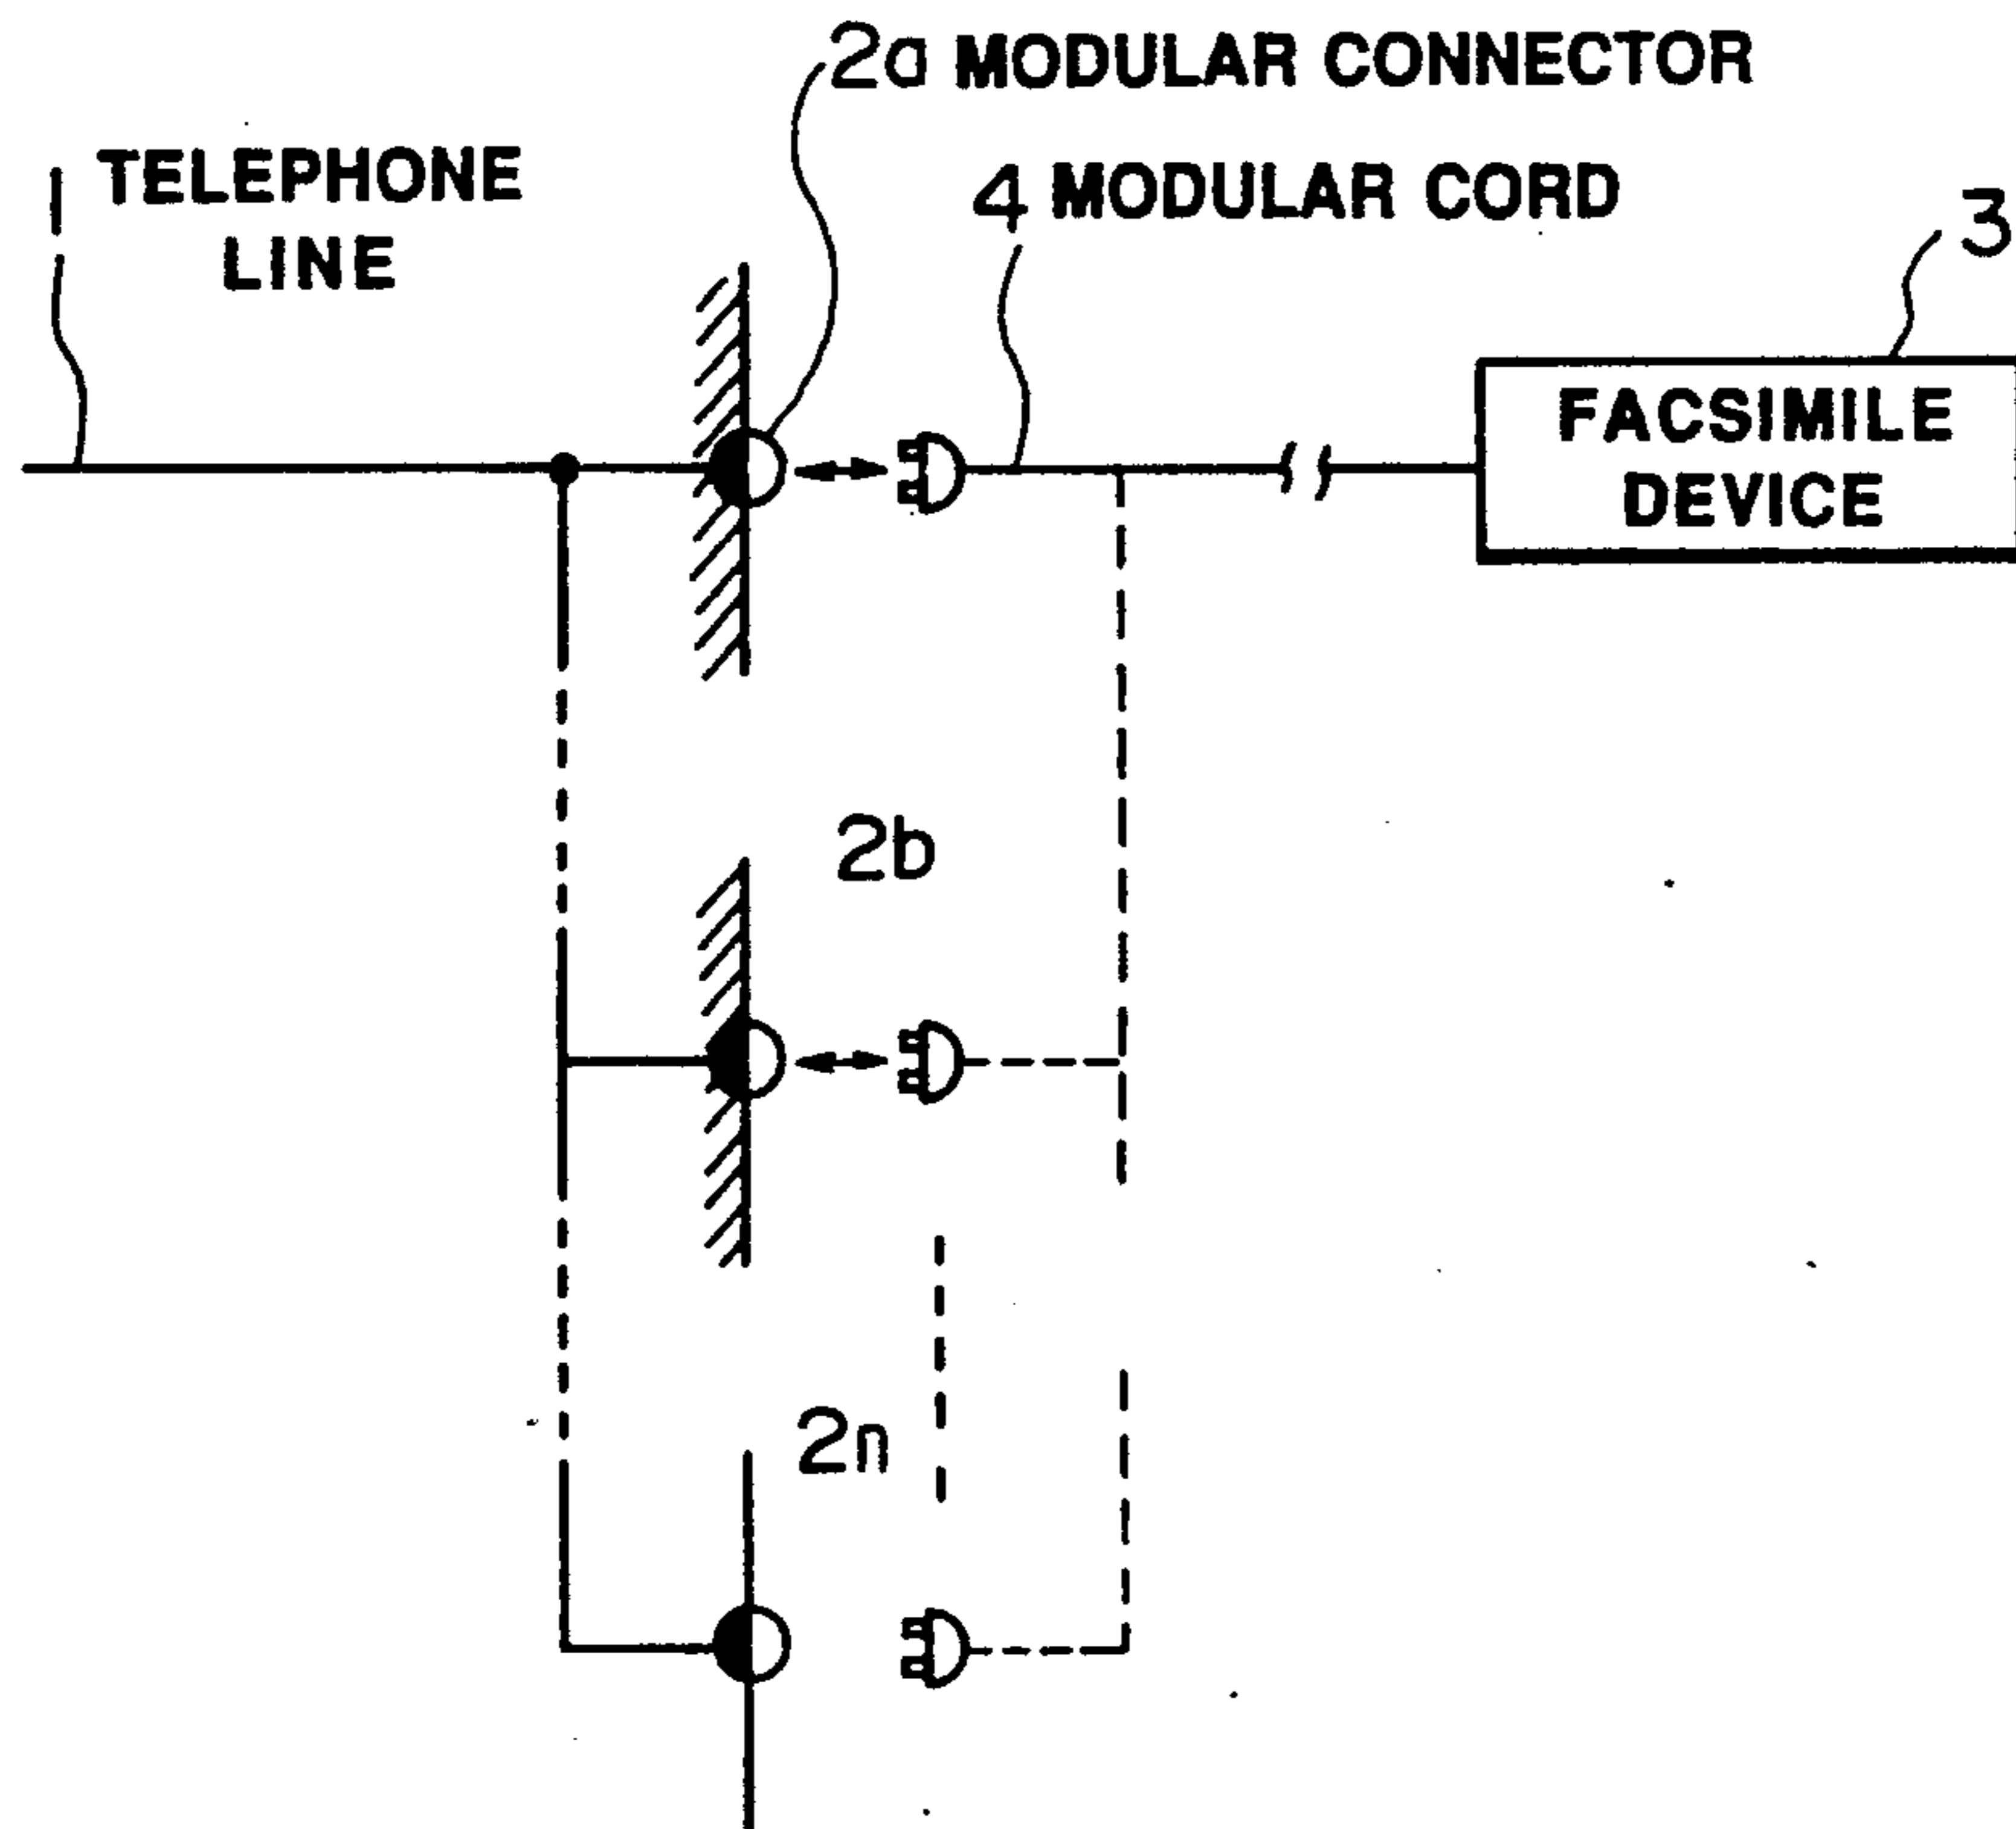 2a MODULAR CONNECTOR
1 TELEPHONE
LINE
4 MODULAR CORD
3
FACSIMILE
DEVICE
2b
2n